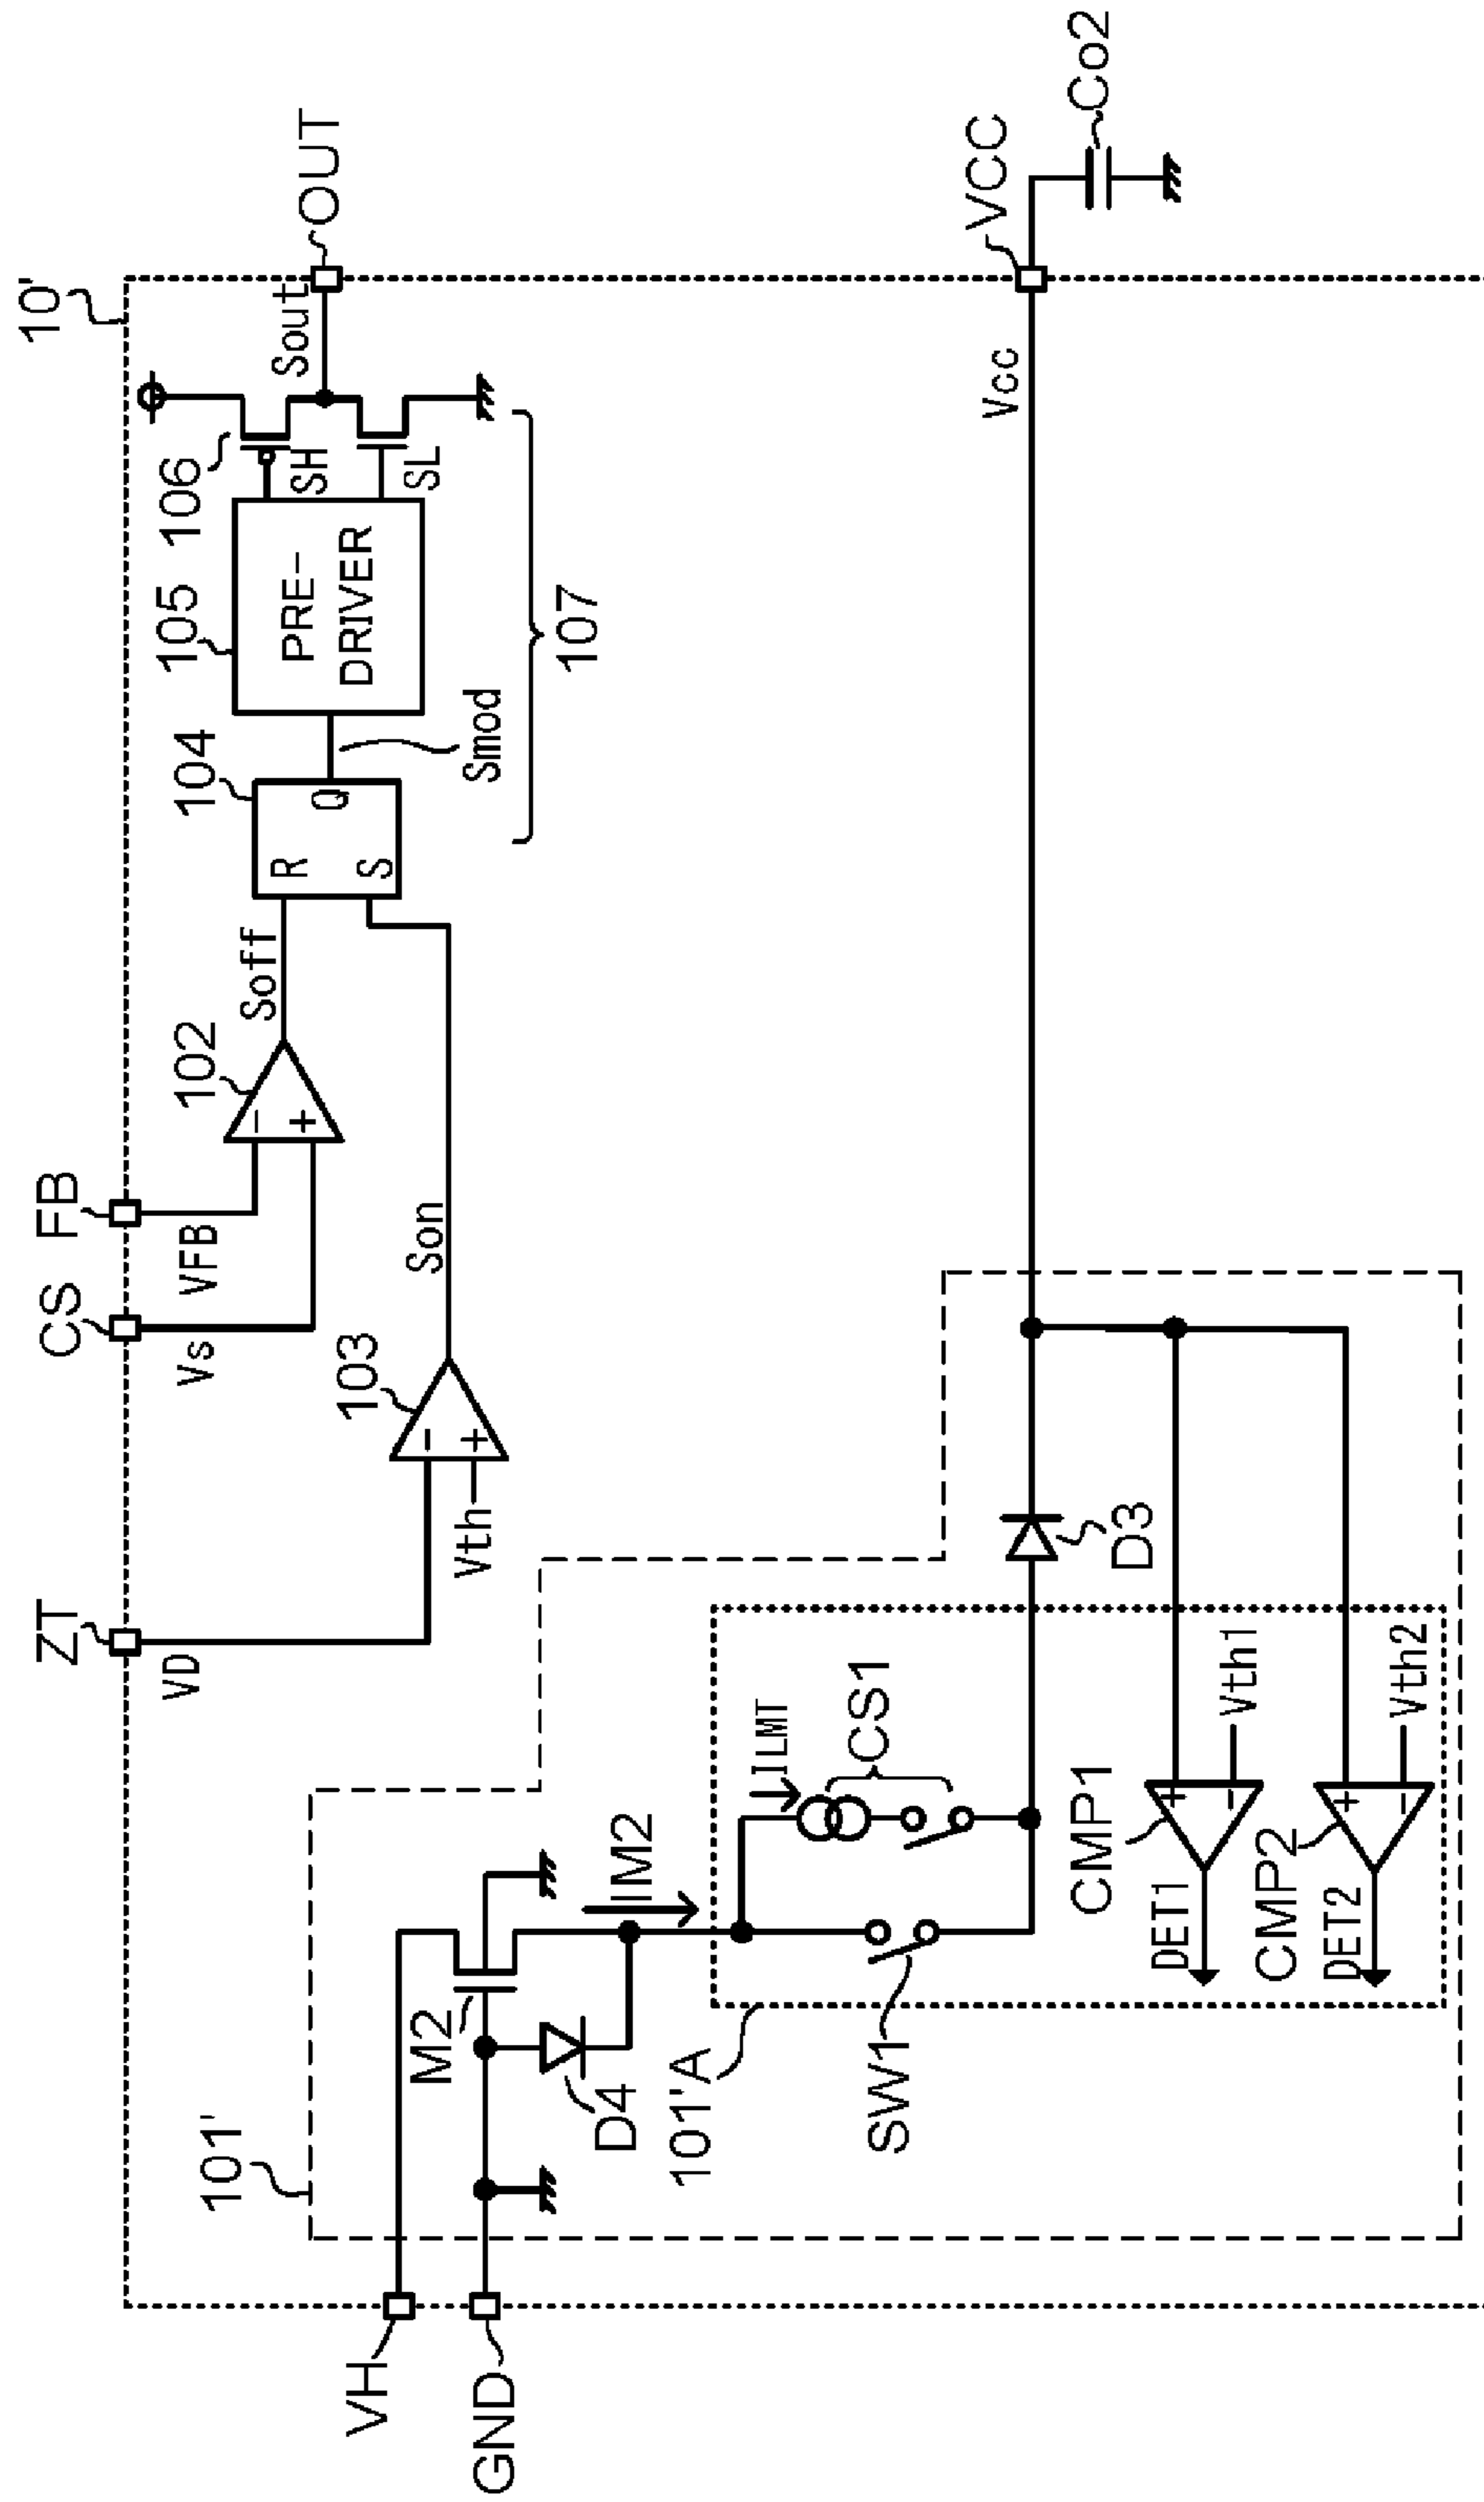 10'
ZT
CS
FB
VD
Vs
VFB
102
Soff
104
105
106
OUT
R
S
Q
PRE-
DRIVER
SH
SL
Sout
103
Vth
Son
Smod
107
101'
VH
GND
M2
D4
IM2
101'A
SW1
ILMT
CS1
D3
Vcc
VCC
Co2
CMP1
DET1
Vth1
CMP2
DET2
Vth2